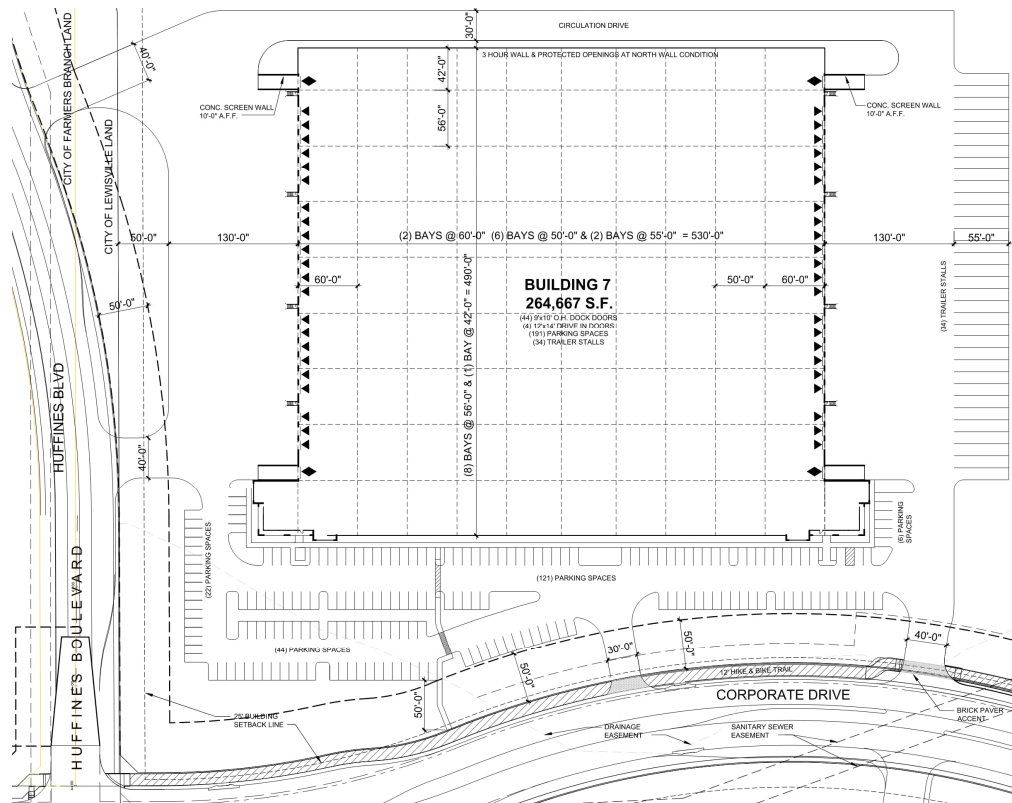 CIRCULATION DRIVE
30'-0"
3 HOUR WALL & PROTECTED OPENINGS AT NORTH WALL CONDITION
40'-0"
42'-0"
CITY OF FARMERS BRANCH LAND
CITY OF LEWISVILLE LAND
CONC. SCREEN WALL
10'-0" A.F.F.
CONC. SCREEN WALL
10'-0" A.F.F.
56'-0"
50'-0"
130'-0"
(2) BAYS @ 60'-0" (6) BAYS @ 50'-0" & (2) BAYS @ 55'-0" = 530'-0"
130'-0"
55'-0"
60'-0"
50'-0"
60'-0"
BUILDING 7
264,667 S.F.
(44) 9'x10' O.H. DOCK DOORS
(4) 12'x14' DRIVE IN DOORS
(191) PARKING SPACES
(34) TRAILER STALLS
(8) BAYS @ 56'-0" & (1) BAY @ 42'-0" = 490'-0"
(34) TRAILER STALLS
50'-0"
HUFFINES BLVD
40'-0"
(22) PARKING SPACES
(6) PARKING
SPACES
(121) PARKING SPACES
(44) PARKING SPACES
HUFFINES BOULEVARD
50'-0"
50'-0"
30'-0"
50'-0"
40'-0"
12' HIKE & BIKE TRAIL
CORPORATE DRIVE
25' BUILDING
SETBACK LINE
DRAINAGE
EASEMENT
SANITARY SEWER
EASEMENT
BRICK PAVER
ACCENT